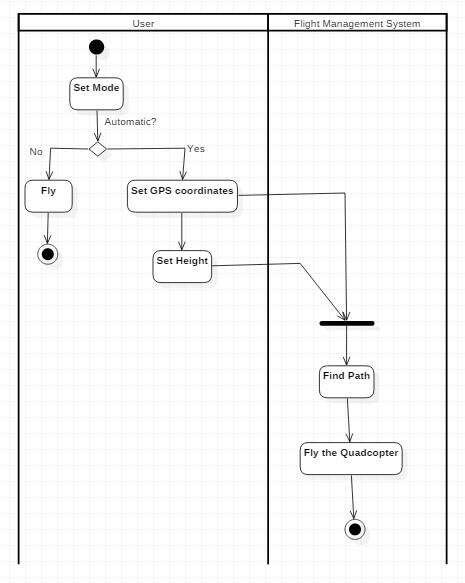 User
Flight Management System
Set Mode
Automatic?
No
Yes
Fly
Set GPS coordinates
Set Height
Find Path
Fly the Quadcopter